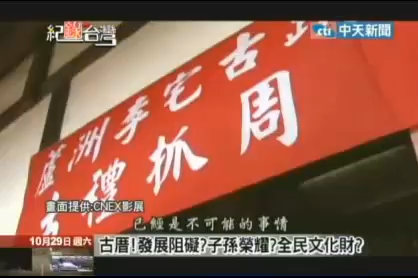 紀錄台灣
cti 中天新聞
蘆洲李宅古
禮抓周
畫面提供:CNEX影展
已經是不可能的事情
10月29日 週六
古厝!發展阻礙?子孫榮耀?全民文化財?